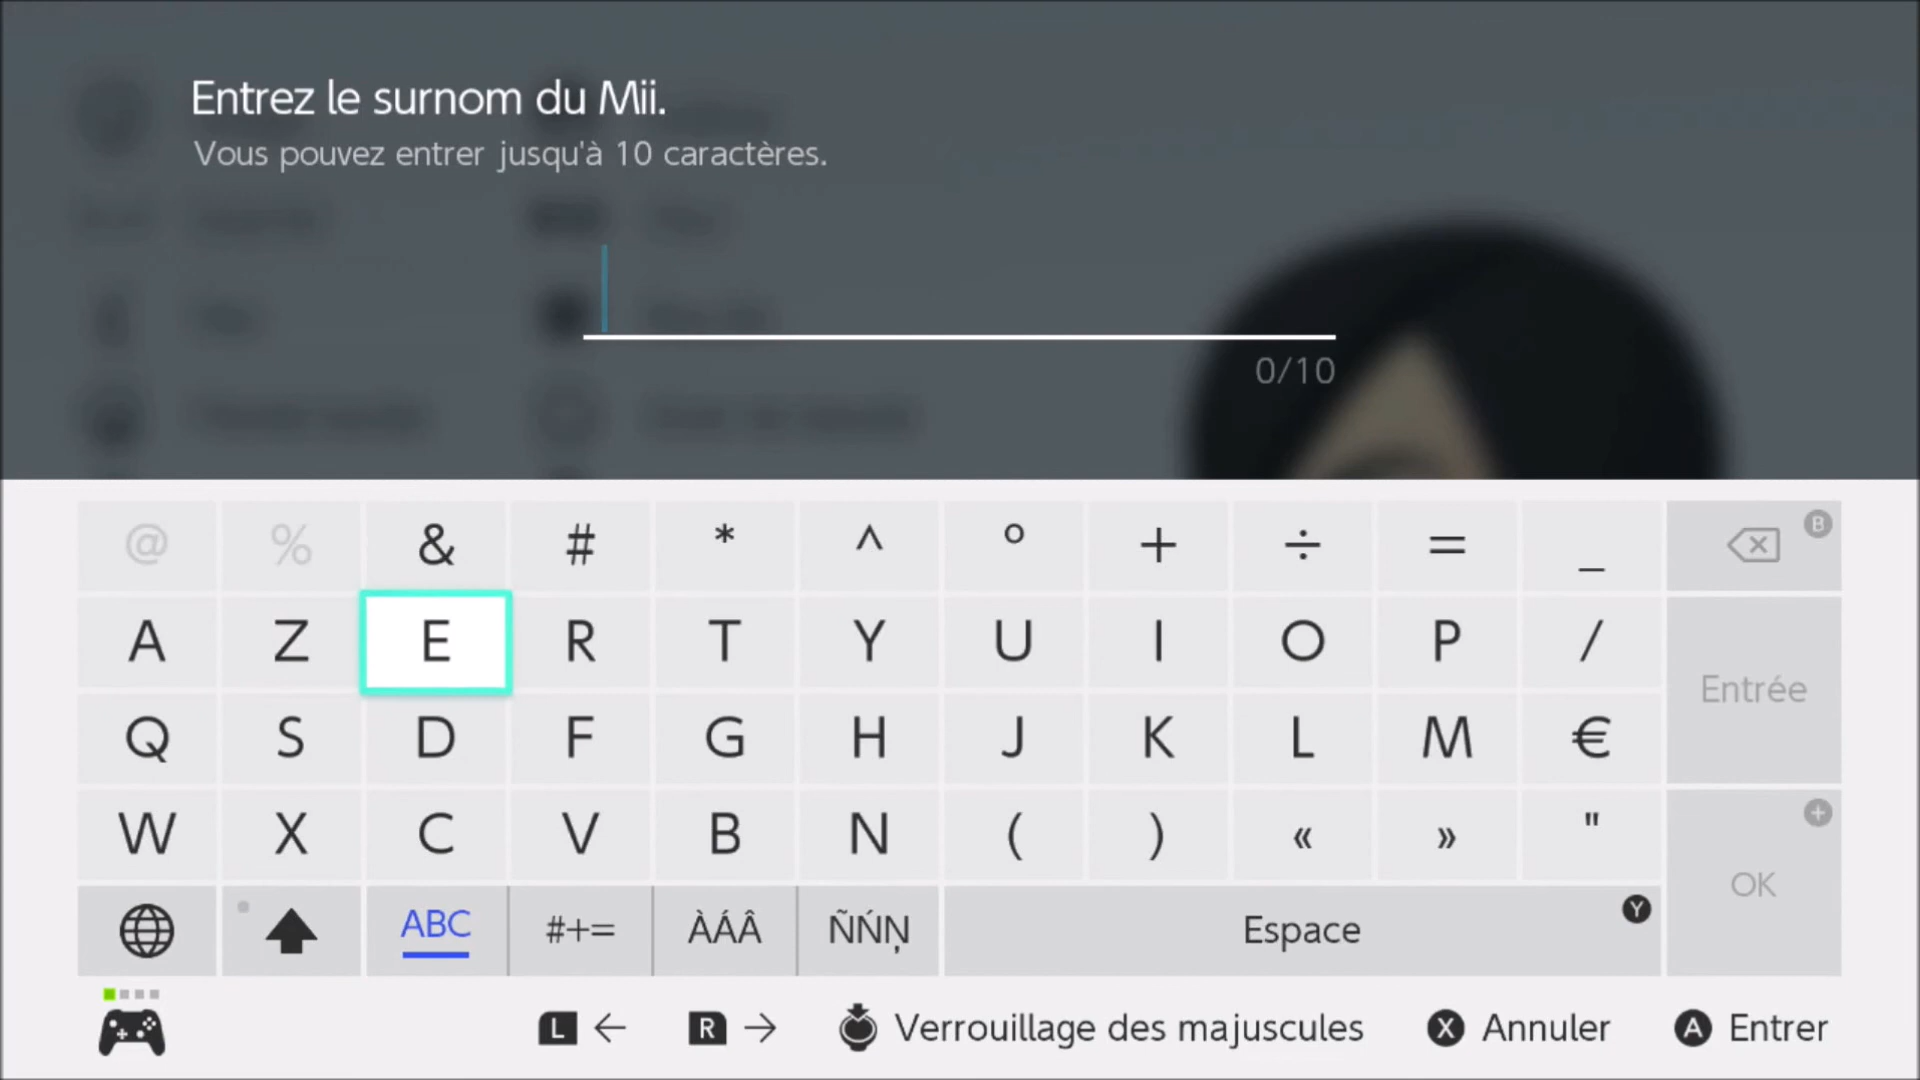 Entrez le surnom du Mii.
Vous pouvez entrer jusqu'à 10 caractères.
0/10
@ % & # * ^ ° + ÷ = _ B
A Z E R T Y U I O P /
Entrée
Q S D F G H J K L M €
W X C V B N ( ) « » " +
OK
ABC #+= ÀÁÂ ÑŃŅ Espace Y
L ← R → Verrouillage des majuscules X Annuler A Entrer